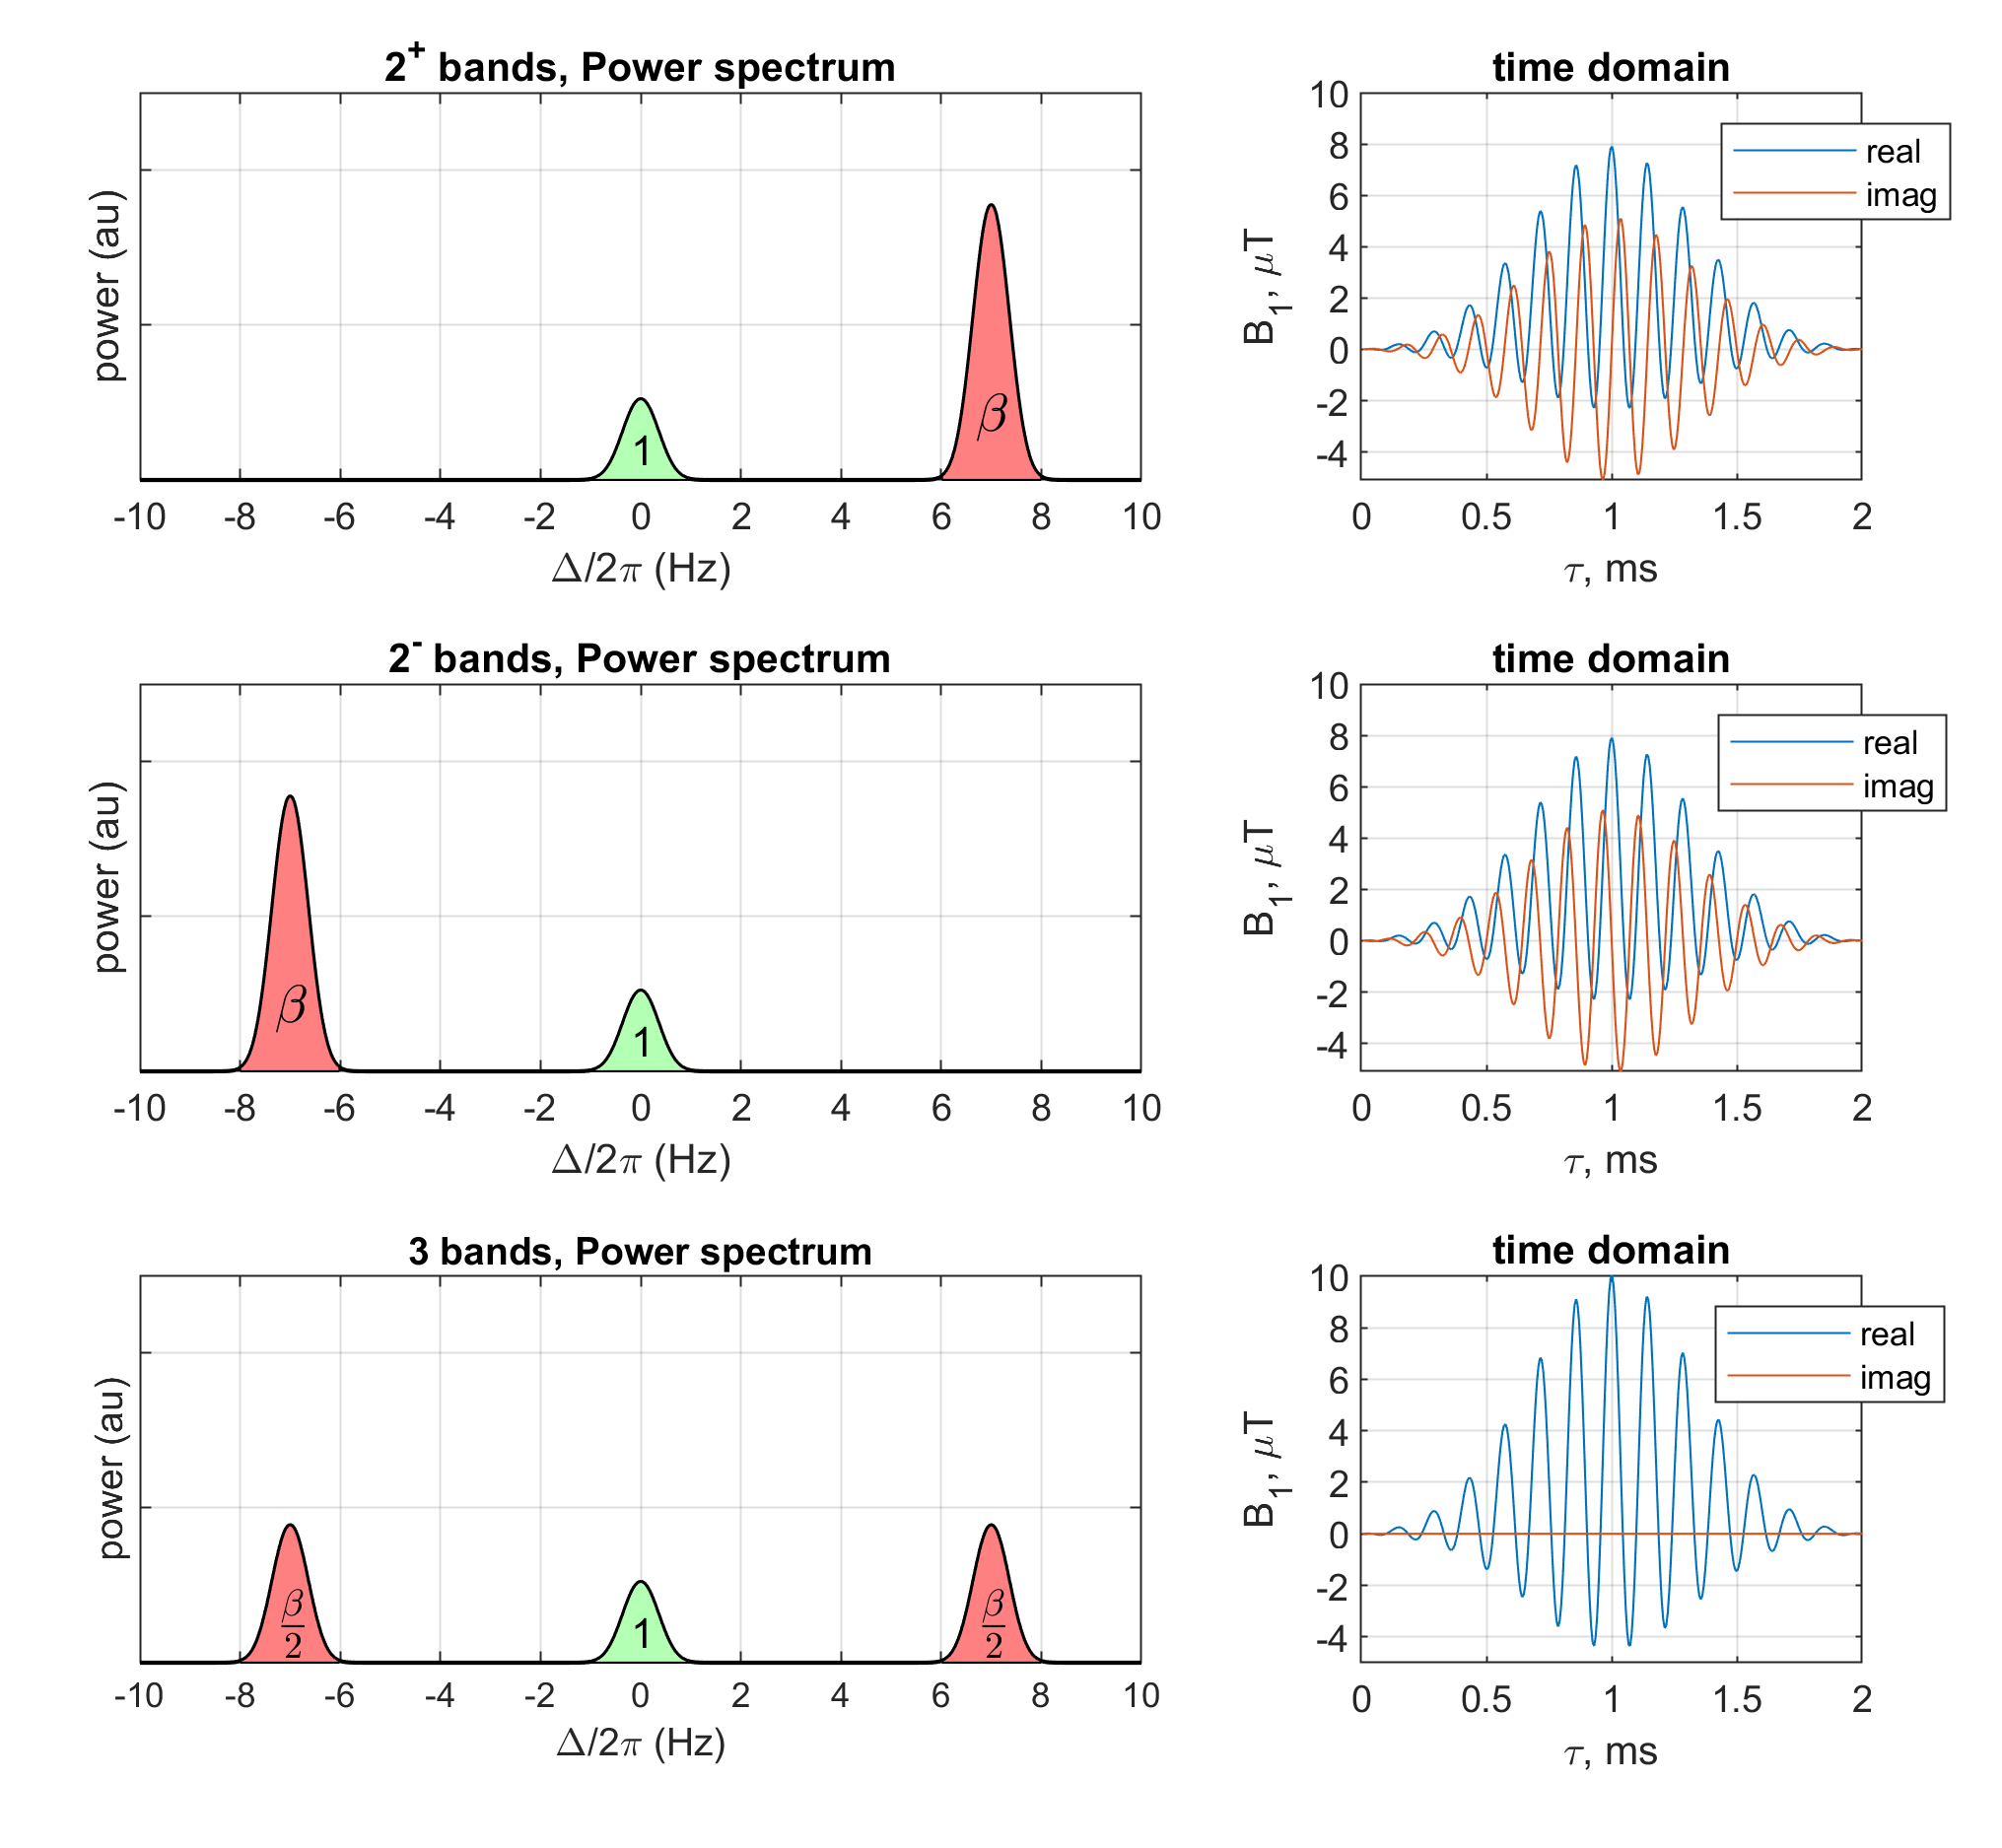 2⁺ bands, Power spectrum
power (au)
β
1
-10 -8 -6 -4 -2 0 2 4 6 8 10
Δ/2π (Hz)
time domain
B₁, μT
10
8
6
4
2
0
-2
-4
real
imag
0 0.5 1 1.5 2
τ, ms
2⁻ bands, Power spectrum
power (au)
β
1
-10 -8 -6 -4 -2 0 2 4 6 8 10
Δ/2π (Hz)
time domain
B₁, μT
10
8
6
4
2
0
-2
-4
real
imag
0 0.5 1 1.5 2
τ, ms
3 bands, Power spectrum
power (au)
β/2
1
β/2
-10 -8 -6 -4 -2 0 2 4 6 8 10
Δ/2π (Hz)
time domain
B₁, μT
10
8
6
4
2
0
-2
-4
real
imag
0 0.5 1 1.5 2
τ, ms